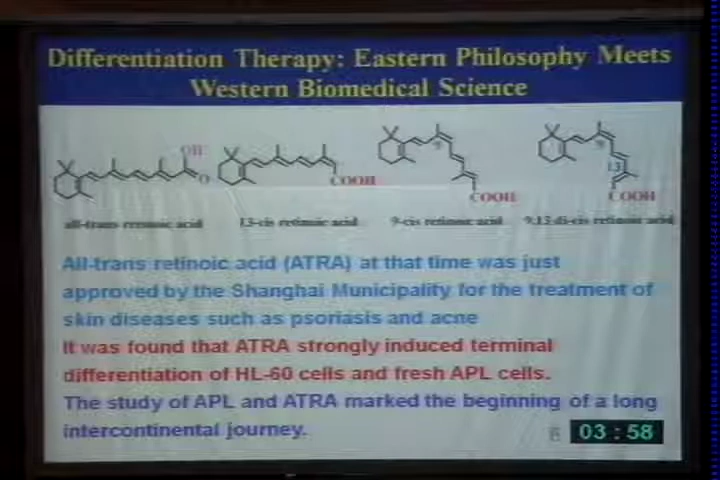 Differentiation Therapy: Eastern Philosophy Meets
Western Biomedical Science
OH
O
COOH
9
COOH
9
13
COOH
all-trans retinoic acid
13-cis retinoic acid
9-cis retinoic acid
9,13-di-cis retinoic acid
All-trans retinoic acid (ATRA) at that time was just
approved by the Shanghai Municipality for the treatment of
skin diseases such as psoriasis and acne
It was found that ATRA strongly induced terminal
differentiation of HL-60 cells and fresh APL cells.
The study of APL and ATRA marked the beginning of a long
intercontinental journey.
03:58